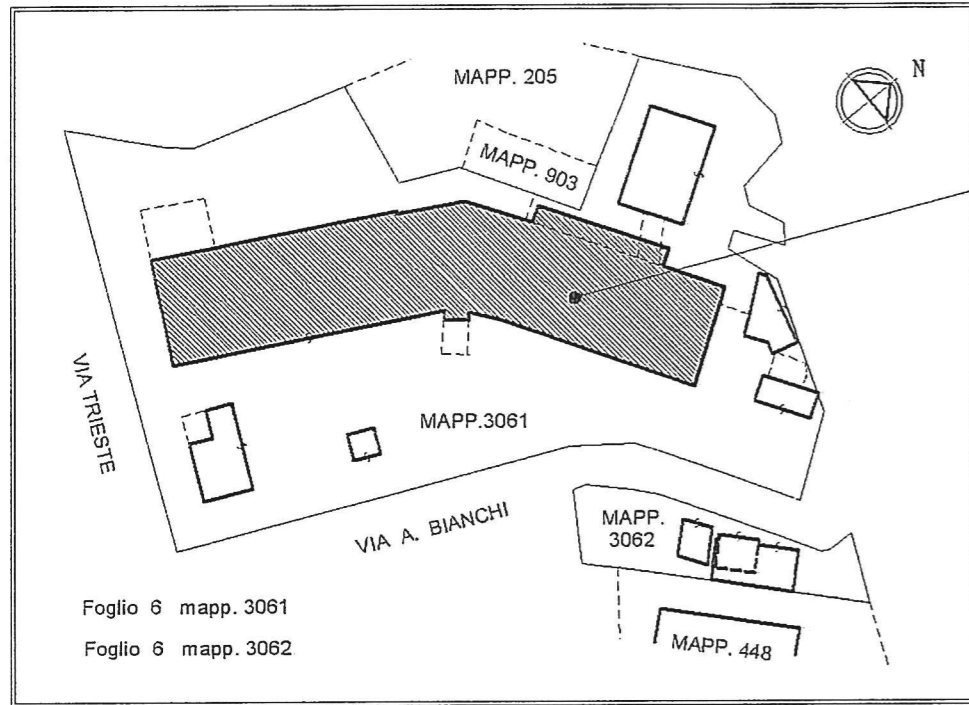 MAPP. 205
N
MAPP. 903
VIA TRIESTE
MAPP.3061
VIA A. BIANCHI
MAPP.
3062
Foglio 6 mapp. 3061
Foglio 6 mapp. 3062
MAPP. 448